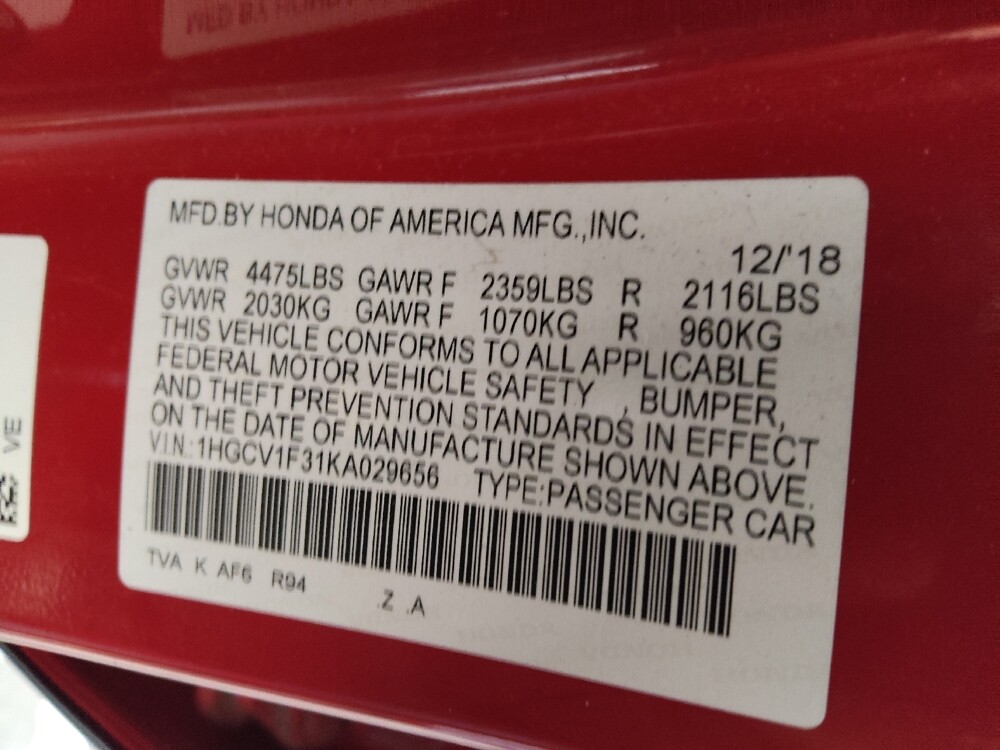 MFD.BY HONDA OF AMERICA MFG.,INC.
12/'18
GVWR 4475LBS GAWR F 2359LBS R 2116LBS
GVWR 2030KG GAWR F 1070KG R 960KG
THIS VEHICLE CONFORMS TO ALL APPLICABLE
FEDERAL MOTOR VEHICLE SAFETY , BUMPER,
AND THEFT PREVENTION STANDARDS IN EFFECT
ON THE DATE OF MANUFACTURE SHOWN ABOVE.
VIN.:1HGCV1F31KA029656 TYPE:PASSENGER CAR
TVA K AF6 R94 .Z .A
VE